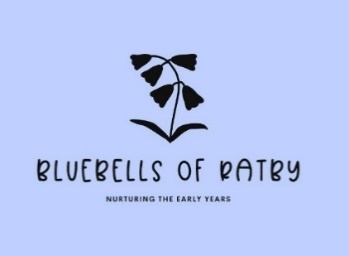 BLUEBELLS OF RATBY
NURTURING THE EARLY YEARS